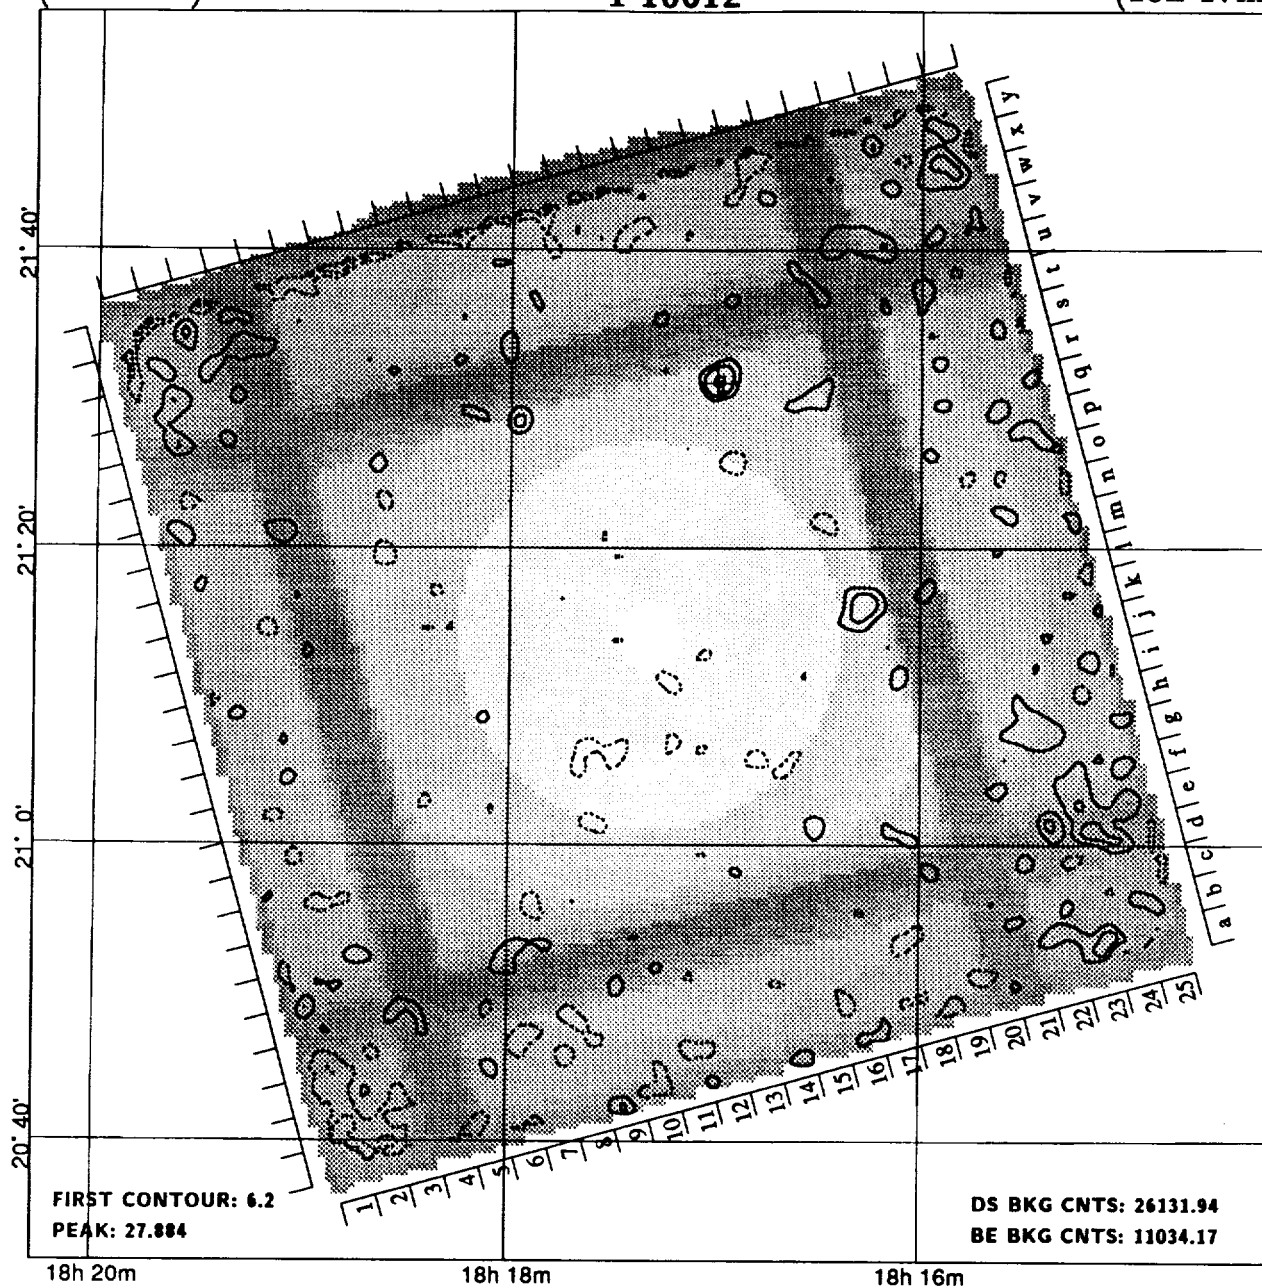 21° 40'
21° 20'
21° 0'
20° 40'
y
x
w
v
u
t
s
r
q
p
o
n
m
l
k
j
i
h
g
f
e
d
c
b
a
1 2 3 4 5 6 7 8 9 10 11 12 13 14 15 16 17 18 19 20 21 22 23 24 25
FIRST CONTOUR: 6.2
PEAK: 27.884
DS BKG CNTS: 26131.94
BE BKG CNTS: 11034.17
18h 20m
18h 18m
18h 16m